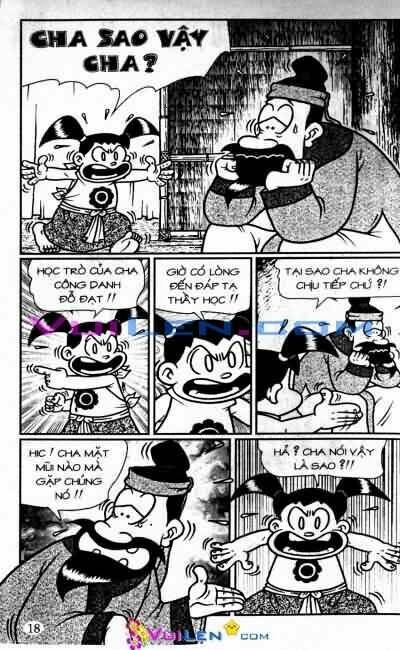 CHA SAO VẬY
CHA?
HỌC TRÒ CỦA CHA
CÔNG DANH
ĐỖ ĐẠT!!
GIỜ CÓ LÒNG
ĐẾN ĐÁP TẠ
THẦY HỌC!!
TẠI SAO CHA KHÔNG
CHỊU TIẾP CHỨ?!
VUILEN.COM
HIC! CHA MẶT
MŨI NÀO MÀ
GẶP CHÚNG
NÓ!!
HẢ? CHA NÓI VẬY
LÀ SAO?!!
18
VUILEN.COM